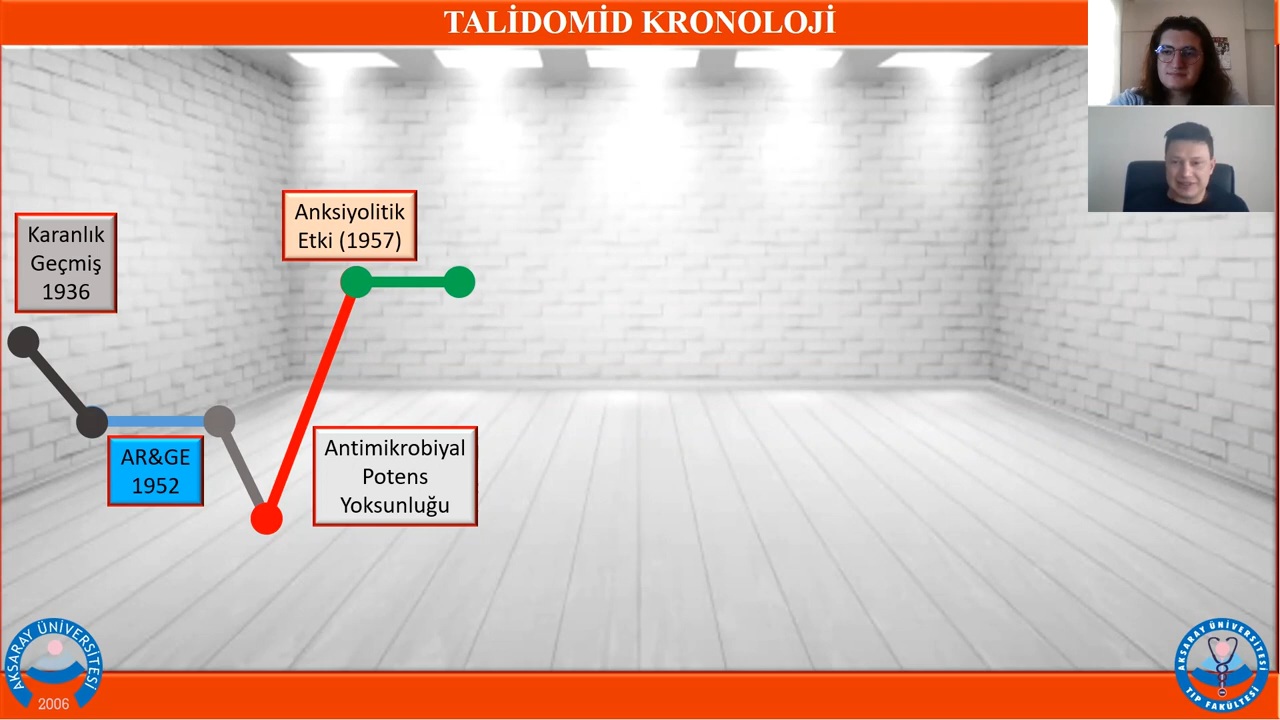 TALİDOMİD KRONOLOJİ
Karanlık
Geçmiş
1936
AR&GE
1952
Anksiyolitik
Etki (1957)
Antimikrobiyal
Potens
Yoksunluğu
AKSARAY ÜNİVERSİTESİ
2006
AKSARAY ÜNİVERSİTESİ
TIP FAKÜLTESİ